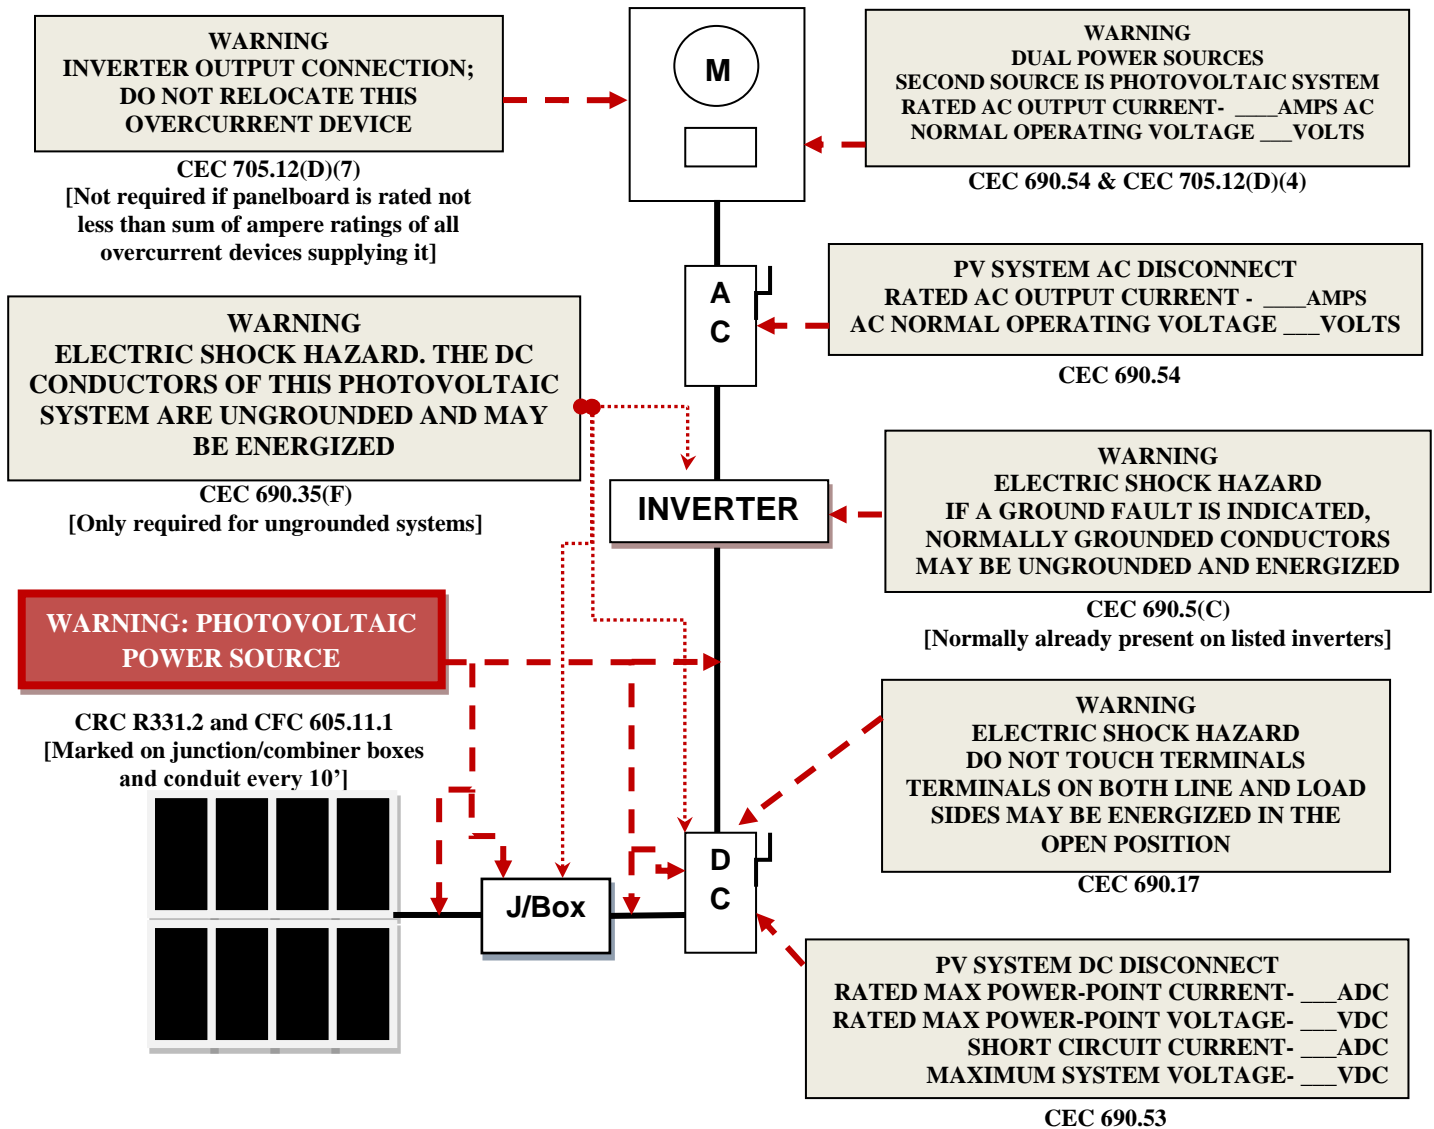 WARNING
INVERTER OUTPUT CONNECTION;
DO NOT RELOCATE THIS
OVERCURRENT DEVICE
CEC 705.12(D)(7)
[Not required if panelboard is rated not
less than sum of ampere ratings of all
overcurrent devices supplying it]
M
WARNING
DUAL POWER SOURCES
SECOND SOURCE IS PHOTOVOLTAIC SYSTEM
RATED AC OUTPUT CURRENT- ____AMPS AC
NORMAL OPERATING VOLTAGE ___VOLTS
CEC 690.54 & CEC 705.12(D)(4)
A
C
PV SYSTEM AC DISCONNECT
RATED AC OUTPUT CURRENT - ____AMPS
AC NORMAL OPERATING VOLTAGE ___VOLTS
CEC 690.54
WARNING
ELECTRIC SHOCK HAZARD. THE DC
CONDUCTORS OF THIS PHOTOVOLTAIC
SYSTEM ARE UNGROUNDED AND MAY
BE ENERGIZED
CEC 690.35(F)
[Only required for ungrounded systems]
INVERTER
WARNING
ELECTRIC SHOCK HAZARD
IF A GROUND FAULT IS INDICATED,
NORMALLY GROUNDED CONDUCTORS
MAY BE UNGROUNDED AND ENERGIZED
CEC 690.5(C)
[Normally already present on listed inverters]
WARNING: PHOTOVOLTAIC
POWER SOURCE
CRC R331.2 and CFC 605.11.1
[Marked on junction/combiner boxes
and conduit every 10’]
WARNING
ELECTRIC SHOCK HAZARD
DO NOT TOUCH TERMINALS
TERMINALS ON BOTH LINE AND LOAD
SIDES MAY BE ENERGIZED IN THE
OPEN POSITION
CEC 690.17
J/Box
D
C
PV SYSTEM DC DISCONNECT
RATED MAX POWER-POINT CURRENT- ___ADC
RATED MAX POWER-POINT VOLTAGE- ___VDC
SHORT CIRCUIT CURRENT- ___ADC
MAXIMUM SYSTEM VOLTAGE- ___VDC
CEC 690.53